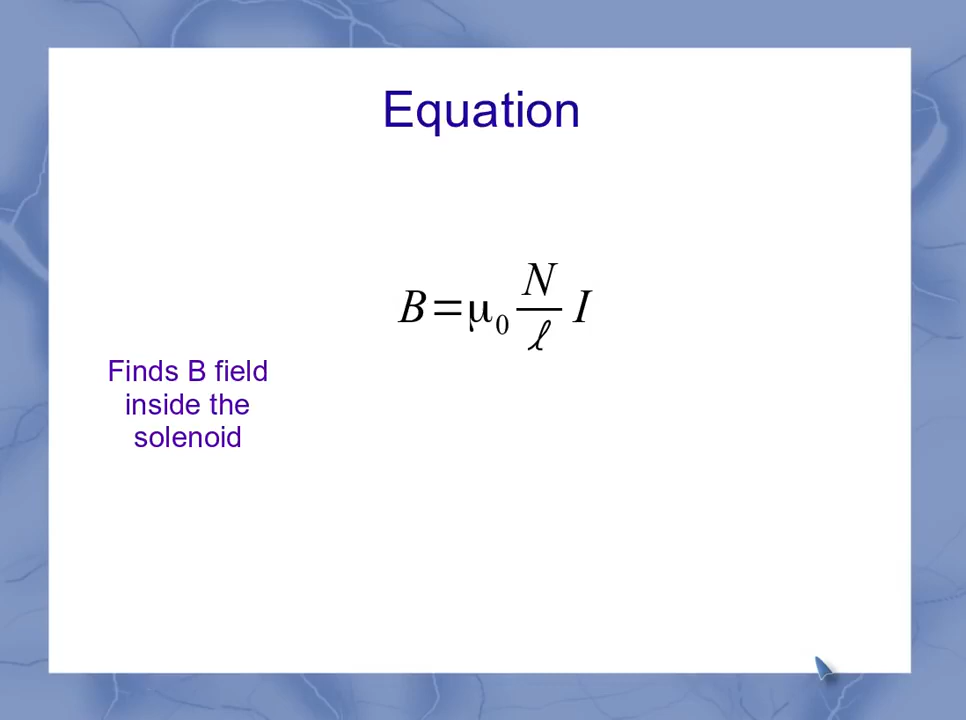 Equation
B=μ₀ N/ℓ I
Finds B field
inside the
solenoid